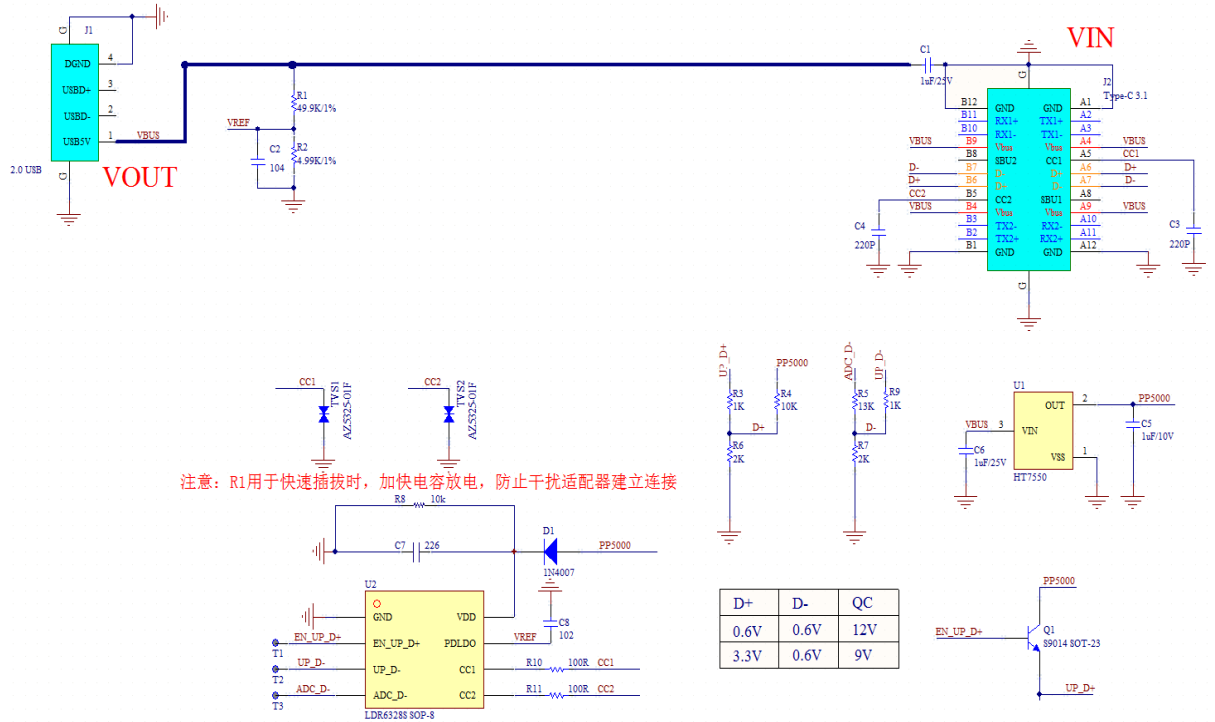 G
J1
VIN
DGND
4
USBD+
3
USBD-
2
USB5V
1
VBUS
2.0 USB
VOUT
G
R1
49.9K/1%
VREF
C2
104
R2
4.99K/1%
C1
1uF/25V
G
J2
Type-C 3.1
B12 GND GND A1
B11 RX1+ TX1+ A2
B10 RX1- TX1- A3
VBUS B9 Vbus Vbus A4 VBUS
B8 SBU2 CC1 A5 CC1
D- B7 D- D+ A6 D+
D+ B6 D+ D- A7 D-
CC2 B5 CC2 SBU1 A8
VBUS B4 Vbus Vbus A9 VBUS
B3 TX2- RX2- A10
B2 TX2+ RX2+ A11
B1 GND GND A12
C4
220P
C3
220P
G
CC1
TVS1
AZ5325-01F
CC2
TVS2
AZ5325-01F
UP_D+
PP5000
R3
1K
R4
10K
D+
R6
2K
ADC_D-
UP_D-
R5
13K
R9
1K
D-
R7
2K
U1
OUT
2
PP5000
VBUS
3
VIN
VSS
1
HT7550
C6
1uF/25V
C5
1uF/10V
注意：R1用于快速插拔时，加快电容放电，防止干扰适配器建立连接
R8
10k
C7
226
D1
1N4007
PP5000
U2
GND
VDD
EN_UP_D+
EN_UP_D+
PDLDO
VREF
C8
102
T1
UP_D-
UP_D-
CC1
R10
100R
CC1
T2
ADC_D-
ADC_D-
CC2
R11
100R
CC2
T3
LDR6328S SOP-8
D+ D- QC
0.6V 0.6V 12V
3.3V 0.6V 9V
PP5000
EN_UP_D+
Q1
S9014 SOT-23
UP_D+